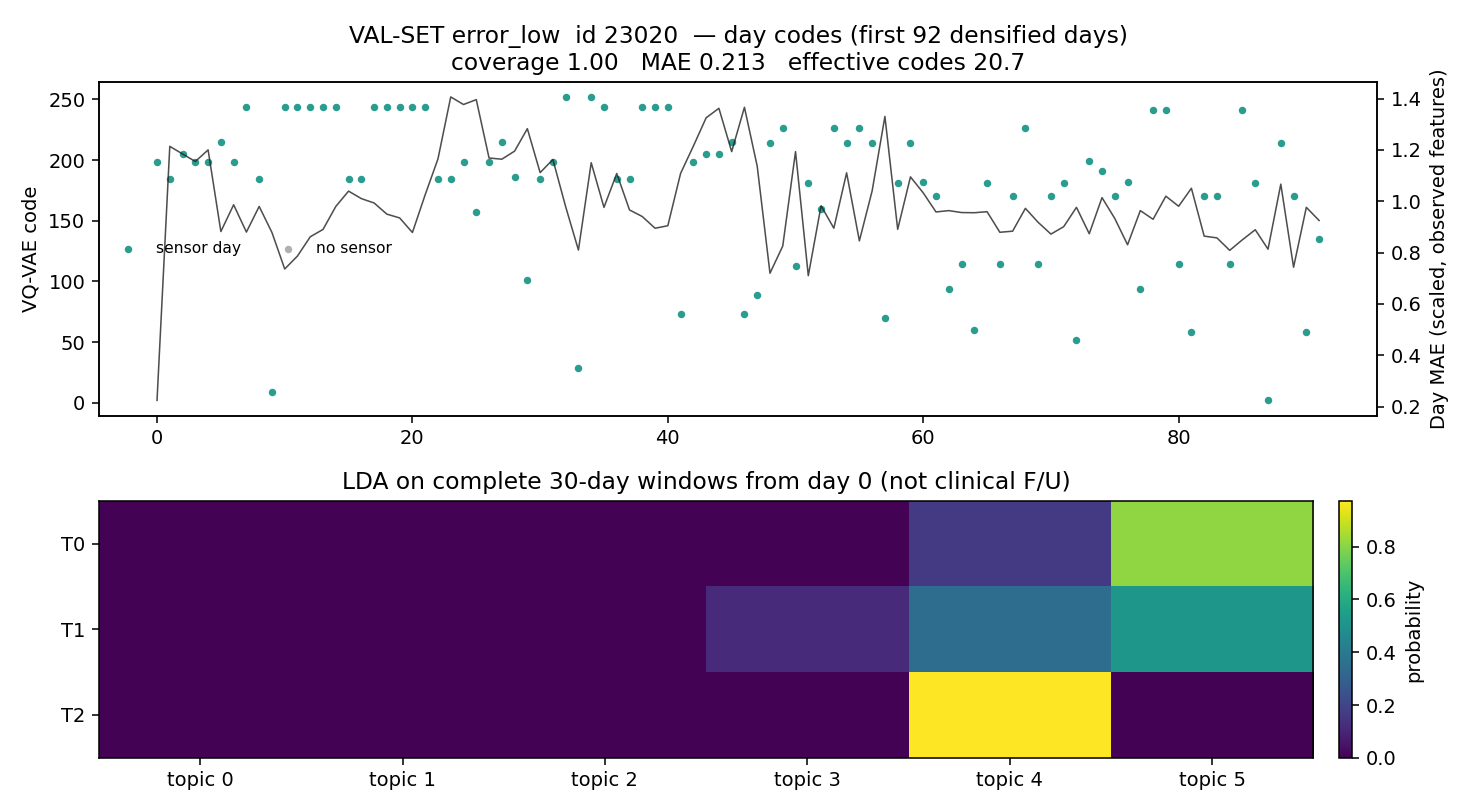 VAL-SET error_low  id 23020  — day codes (first 92 densified days)
coverage 1.00   MAE 0.213   effective codes 20.7
VQ-VAE code
250
200
150
100
50
0
sensor day
no sensor
1.4
1.2
1.0
0.8
0.6
0.4
0.2
Day MAE (scaled, observed features)
0
20
40
60
80
LDA on complete 30-day windows from day 0 (not clinical F/U)
T0
T1
T2
topic 0
topic 1
topic 2
topic 3
topic 4
topic 5
0.8
0.6
0.4
0.2
0.0
probability